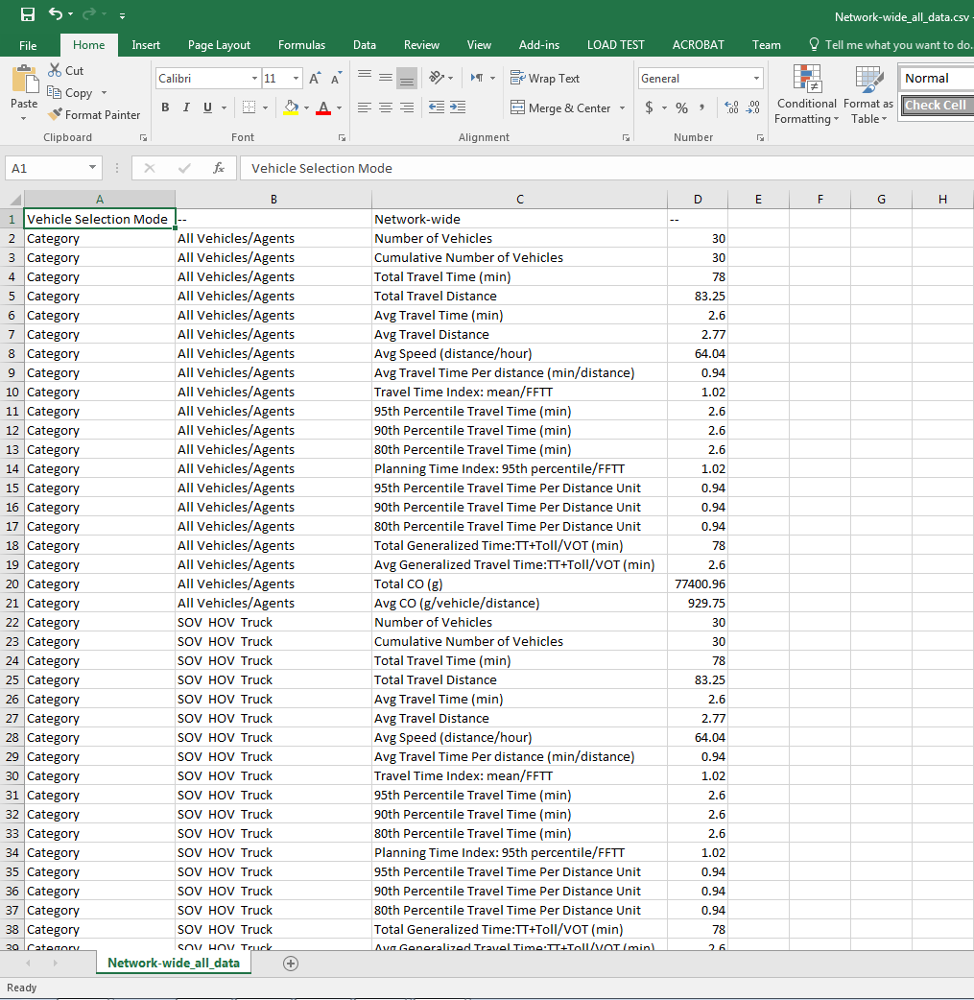 Network-wide_all_data.csv -
File Home Insert Page Layout Formulas Data Review View Add-ins LOAD TEST ACROBAT Team Tell me what you want to do.
Cut
Copy
Format Painter
Paste
Clipboard
Calibri 11 A A
B I U A
Font
Wrap Text
Merge & Center
Alignment
General
$ % ,
Number
Conditional Formatting
Format as Table
Normal
Check Cell
A1 fx Vehicle Selection Mode
A B C D E F G H
1 Vehicle Selection Mode -- Network-wide --
2 Category All Vehicles/Agents Number of Vehicles 30
3 Category All Vehicles/Agents Cumulative Number of Vehicles 30
4 Category All Vehicles/Agents Total Travel Time (min) 78
5 Category All Vehicles/Agents Total Travel Distance 83.25
6 Category All Vehicles/Agents Avg Travel Time (min) 2.6
7 Category All Vehicles/Agents Avg Travel Distance 2.77
8 Category All Vehicles/Agents Avg Speed (distance/hour) 64.04
9 Category All Vehicles/Agents Avg Travel Time Per distance (min/distance) 0.94
10 Category All Vehicles/Agents Travel Time Index: mean/FFTT 1.02
11 Category All Vehicles/Agents 95th Percentile Travel Time (min) 2.6
12 Category All Vehicles/Agents 90th Percentile Travel Time (min) 2.6
13 Category All Vehicles/Agents 80th Percentile Travel Time (min) 2.6
14 Category All Vehicles/Agents Planning Time Index: 95th percentile/FFTT 1.02
15 Category All Vehicles/Agents 95th Percentile Travel Time Per Distance Unit 0.94
16 Category All Vehicles/Agents 90th Percentile Travel Time Per Distance Unit 0.94
17 Category All Vehicles/Agents 80th Percentile Travel Time Per Distance Unit 0.94
18 Category All Vehicles/Agents Total Generalized Time:TT+Toll/VOT (min) 78
19 Category All Vehicles/Agents Avg Generalized Travel Time:TT+Toll/VOT (min) 2.6
20 Category All Vehicles/Agents Total CO (g) 77400.96
21 Category All Vehicles/Agents Avg CO (g/vehicle/distance) 929.75
22 Category SOV HOV Truck Number of Vehicles 30
23 Category SOV HOV Truck Cumulative Number of Vehicles 30
24 Category SOV HOV Truck Total Travel Time (min) 78
25 Category SOV HOV Truck Total Travel Distance 83.25
26 Category SOV HOV Truck Avg Travel Time (min) 2.6
27 Category SOV HOV Truck Avg Travel Distance 2.77
28 Category SOV HOV Truck Avg Speed (distance/hour) 64.04
29 Category SOV HOV Truck Avg Travel Time Per distance (min/distance) 0.94
30 Category SOV HOV Truck Travel Time Index: mean/FFTT 1.02
31 Category SOV HOV Truck 95th Percentile Travel Time (min) 2.6
32 Category SOV HOV Truck 90th Percentile Travel Time (min) 2.6
33 Category SOV HOV Truck 80th Percentile Travel Time (min) 2.6
34 Category SOV HOV Truck Planning Time Index: 95th percentile/FFTT 1.02
35 Category SOV HOV Truck 95th Percentile Travel Time Per Distance Unit 0.94
36 Category SOV HOV Truck 90th Percentile Travel Time Per Distance Unit 0.94
37 Category SOV HOV Truck 80th Percentile Travel Time Per Distance Unit 0.94
38 Category SOV HOV Truck Total Generalized Time:TT+Toll/VOT (min) 78
39 Category SOV HOV Truck Avg Generalized Travel Time:TT+Toll/VOT (min) 2.6
Network-wide_all_data
Ready